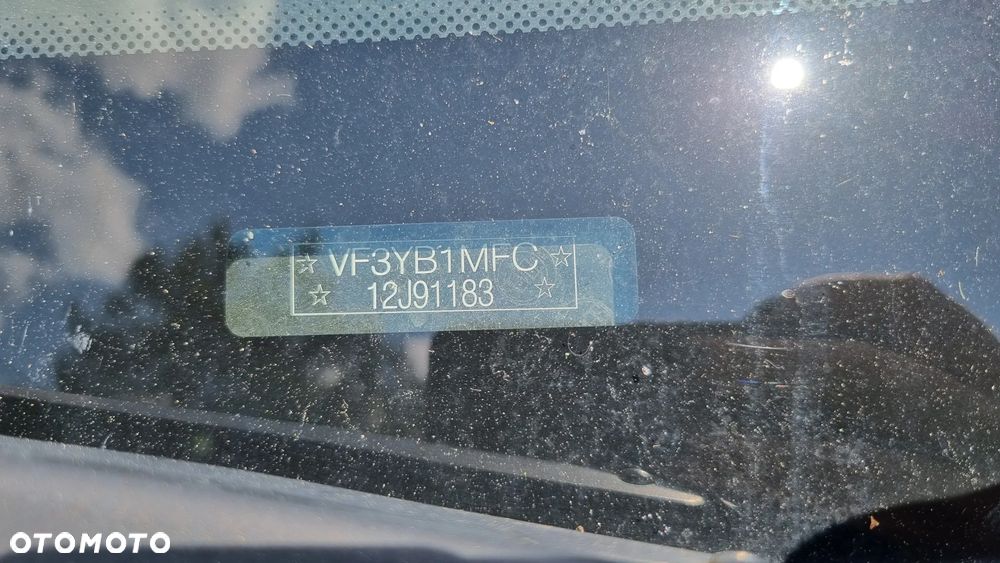 ☆ VF3YB1MFC ☆
☆ 12J91183 ☆
OTOMOTO